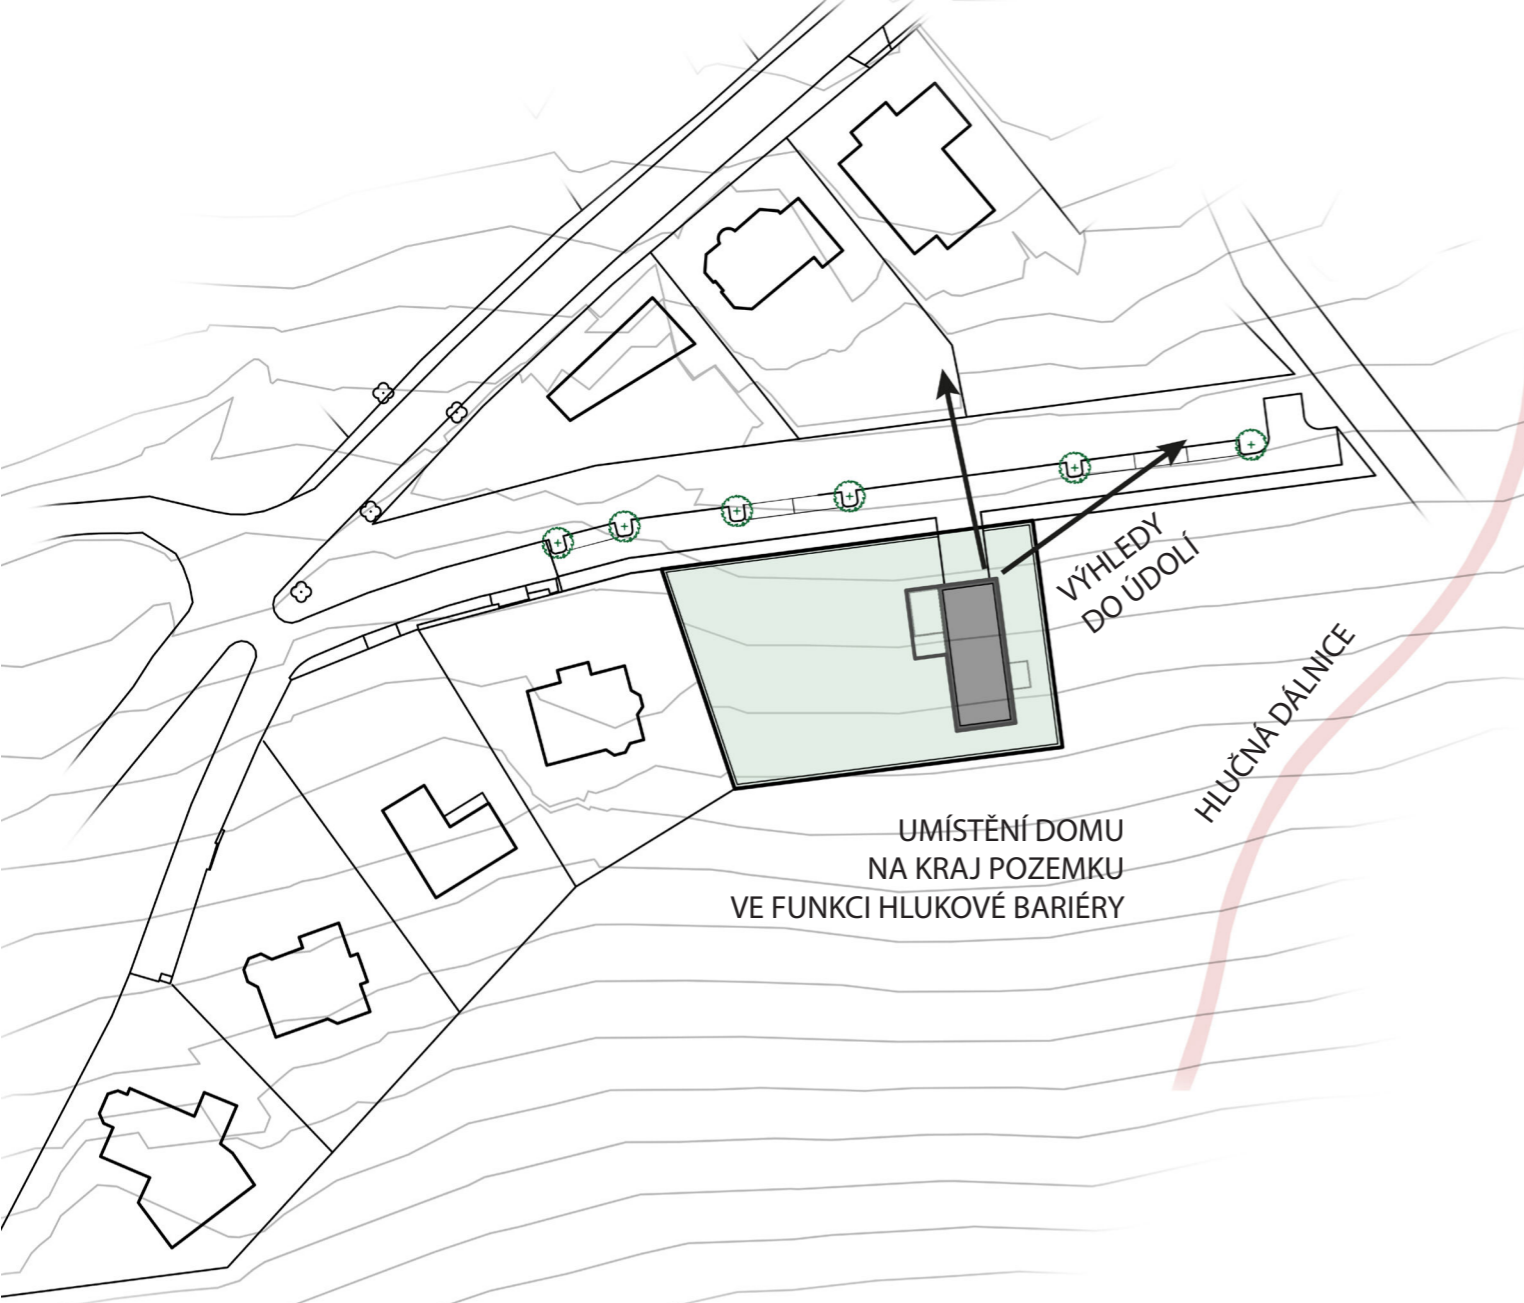 VÝHLEDY
DO ÚDOLÍ
HLUČNÁ DÁLNICE
UMÍSTĚNÍ DOMU
NA KRAJ POZEMKU
VE FUNKCI HLUKOVÉ BARIÉRY